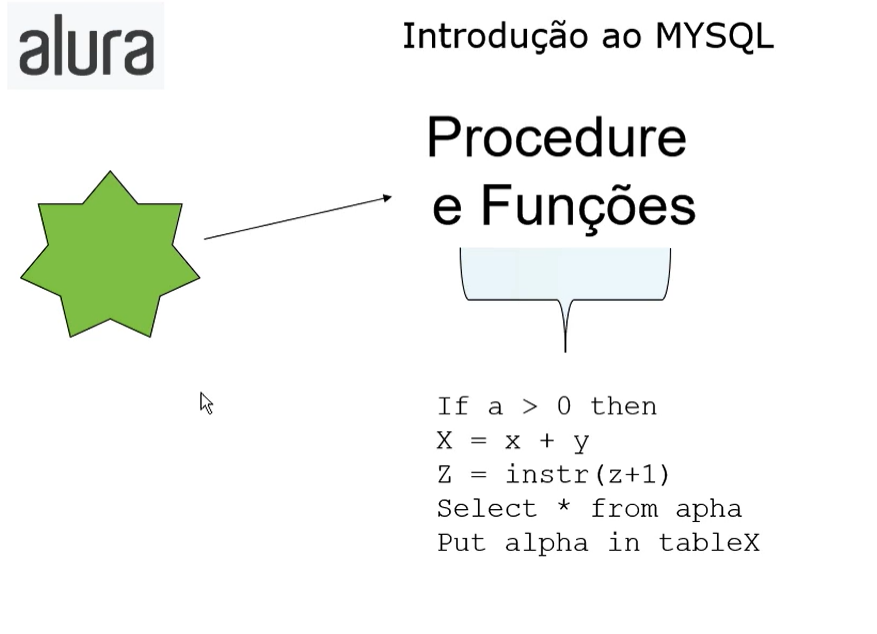 alura
Introdução ao MYSQL
Procedure
e Funções
If a > 0 then
X = x + y
Z = instr(z+1)
Select * from apha
Put alpha in tableX